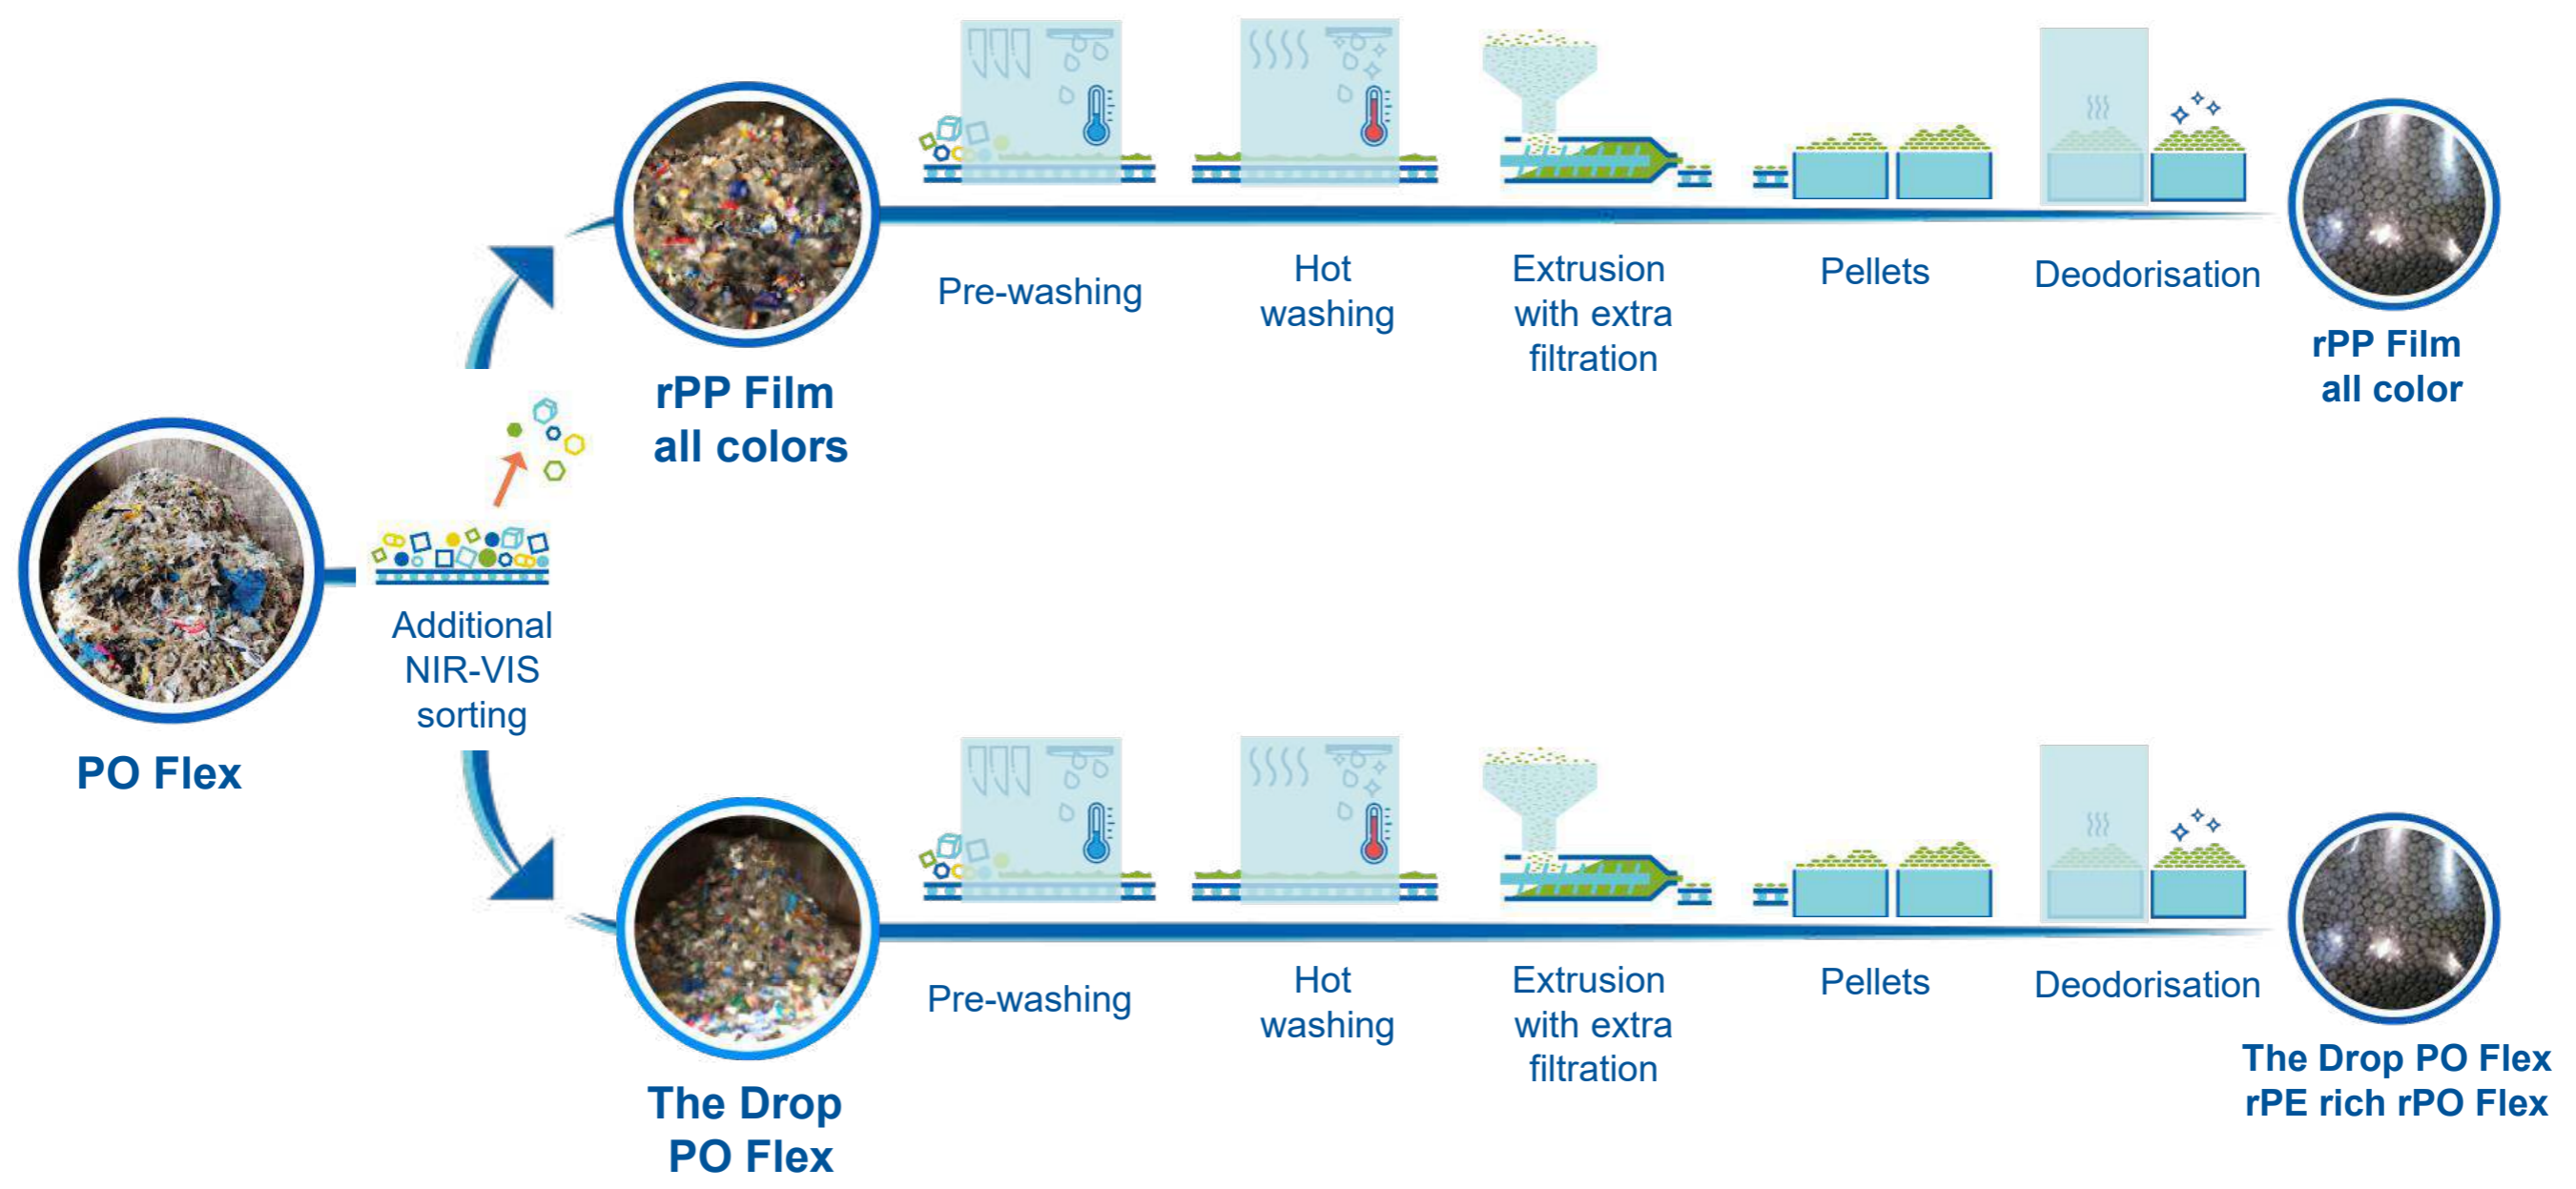 PO Flex
Additional
NIR-VIS
sorting
rPP Film
all colors
Pre-washing
Hot
washing
Extrusion
with extra
filtration
Pellets
Deodorisation
rPP Film
all color
The Drop
PO Flex
Pre-washing
Hot
washing
Extrusion
with extra
filtration
Pellets
Deodorisation
The Drop PO Flex
rPE rich rPO Flex